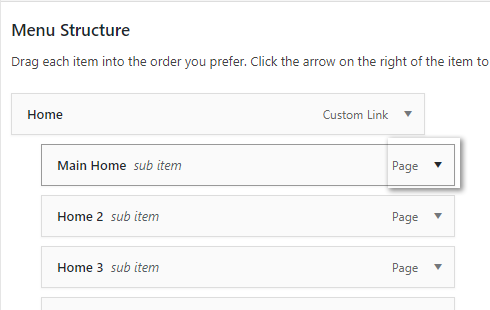 Menu Structure
Drag each item into the order you prefer. Click the arrow on the right of the item to
Home Custom Link
Main Home sub item Page
Home 2 sub item Page
Home 3 sub item Page